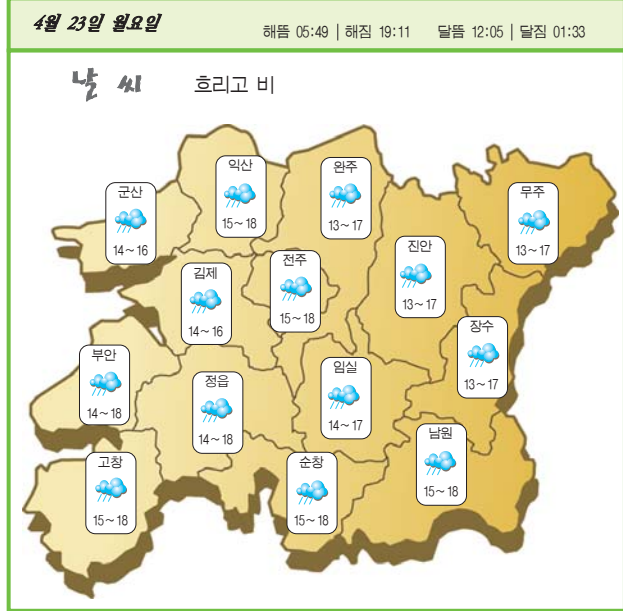 4월 23일 월요일
해뜸 05:49 | 해짐 19:11 달뜸 12:05 | 달짐 01:33
날 씨 흐리고 비
익산
15~18
완주
13~17
군산
14~16
무주
13~17
진안
13~17
전주
15~18
김제
14~16
장수
13~17
부안
14~18
임실
14~17
정읍
14~18
남원
15~18
고창
15~18
순창
15~18